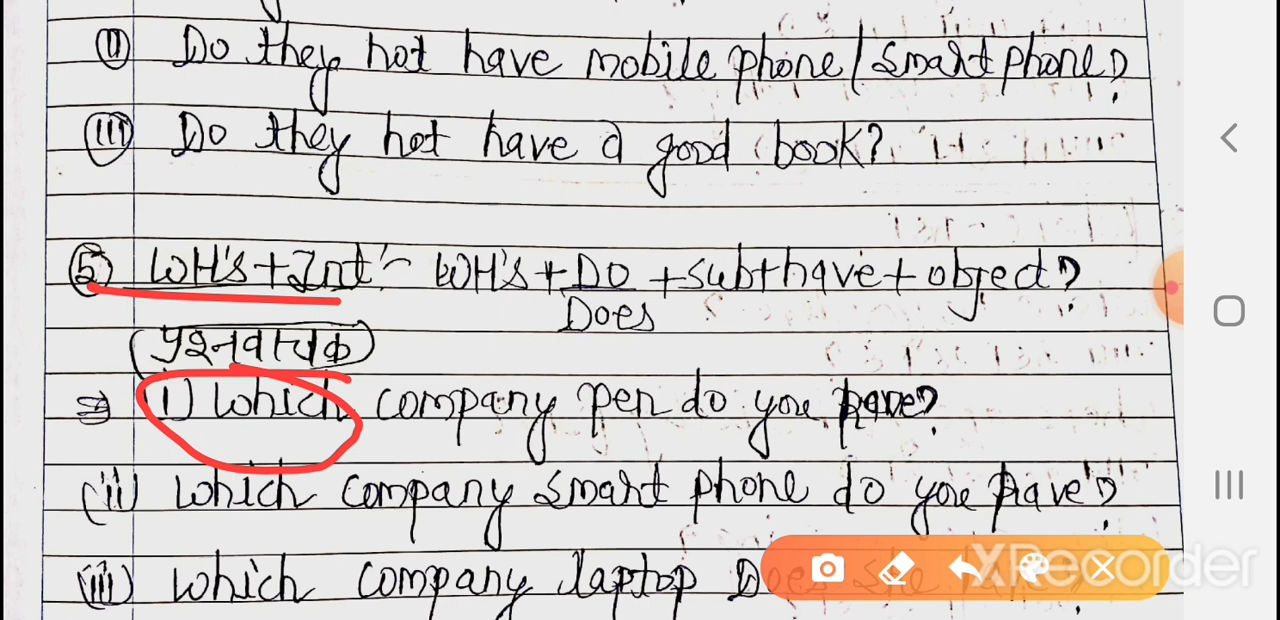 (ii) Do they not have mobile phone/smart phone?
(iii) Do they not have a good book?
(5) WH's + Int :- WH's + Do + sub + have + object?
Does
(प्रश्नवाचक)
⇒ (i) Which company pen do you have?
(ii) Which company smart phone do you have?
(iii) Which company laptop Does she
XRecorder